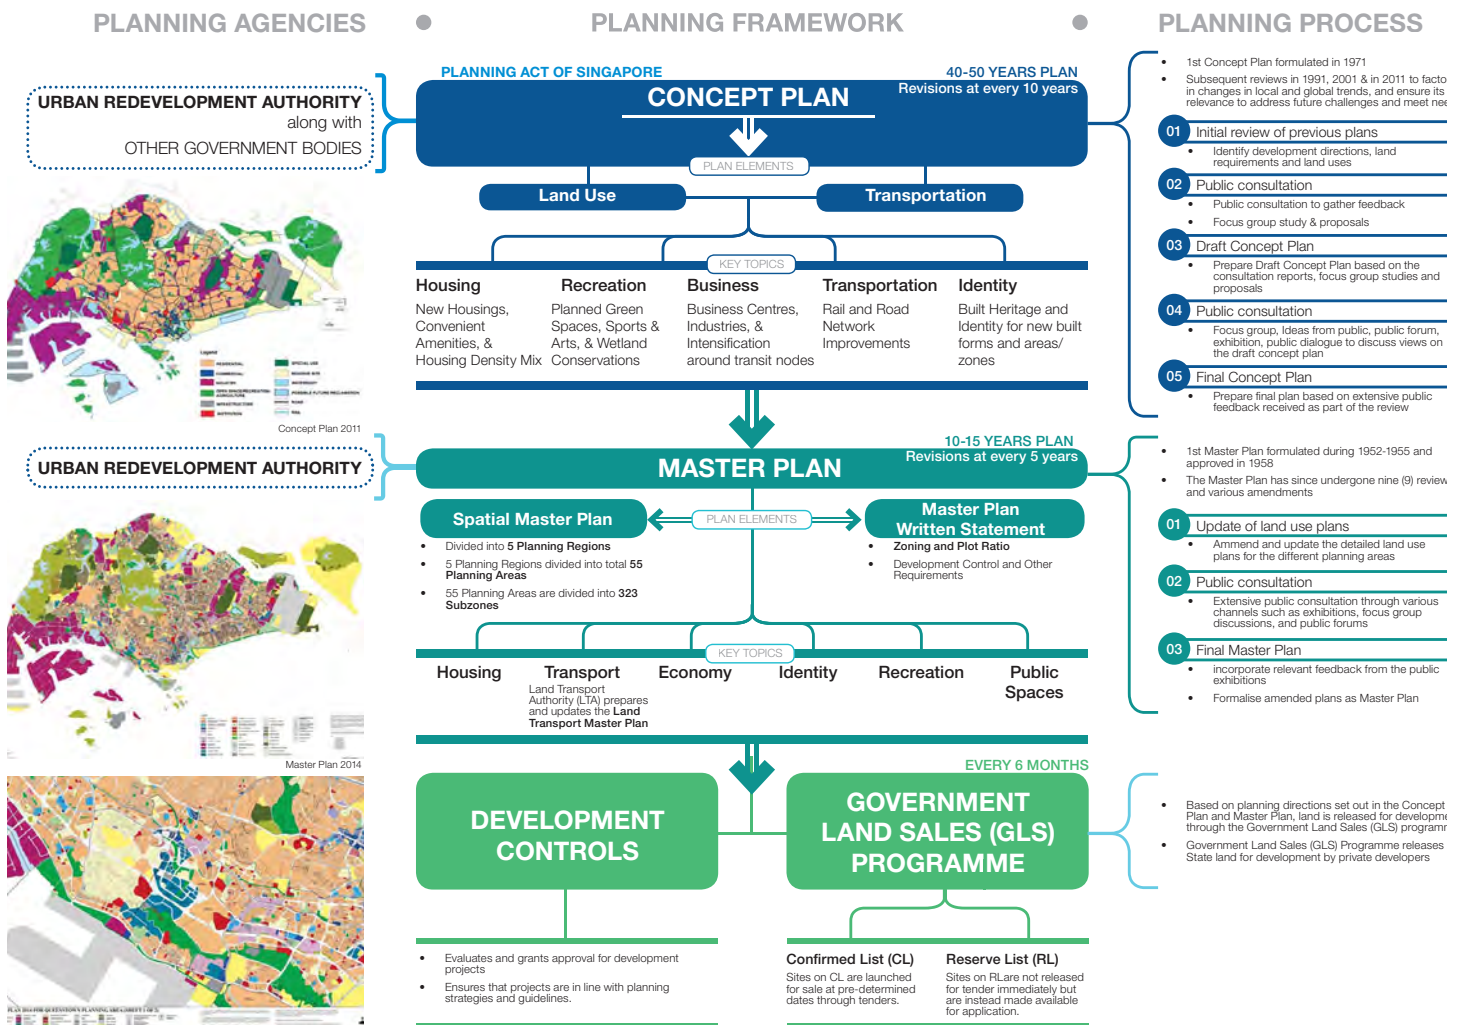 PLANNING AGENCIES
PLANNING FRAMEWORK
PLANNING PROCESS
URBAN REDEVELOPMENT AUTHORITY
along with
OTHER GOVERNMENT BODIES
Legend
RESIDENTIAL
COMMERCIAL
INDUSTRY
INFRASTRUCTURE
INSTITUTION
SPECIAL USE
RESERVE SITE
WATERBODY
POSSIBLE FUTURE RECLAMATION
ROAD
Concept Plan 2011
URBAN REDEVELOPMENT AUTHORITY
Master Plan 2014
PLANNING ACT OF SINGAPORE
40-50 YEARS PLAN
Revisions at every 10 years
CONCEPT PLAN
PLAN ELEMENTS
Land Use
Transportation
KEY TOPICS
Housing
New Housings,
Convenient
Amenities, &
Housing Density Mix
Recreation
Planned Green
Spaces, Sports &
Arts, & Wetland
Conservations
Business
Business Centres,
Industries, &
Intensification
around transit nodes
Transportation
Rail and Road
Network
Improvements
Identity
Built Heritage and
Identity for new built
forms and areas/
zones
10-15 YEARS PLAN
Revisions at every 5 years
MASTER PLAN
Spatial Master Plan
PLAN ELEMENTS
Master Plan
Written Statement
• Divided into 5 Planning Regions
• 5 Planning Regions divided into total 55
Planning Areas
• 55 Planning Areas are divided into 323
Subzones
• Zoning and Plot Ratio
• Development Control and Other
Requirements
KEY TOPICS
Housing
Transport
Land Transport
Authority (LTA) prepares
and updates the Land
Transport Master Plan
Economy
Identity
Recreation
Public
Spaces
EVERY 6 MONTHS
DEVELOPMENT
CONTROLS
GOVERNMENT
LAND SALES (GLS)
PROGRAMME
• Evaluates and grants approval for development
projects
• Ensures that projects are in line with planning
strategies and guidelines.
Confirmed List (CL)
Sites on CL are launched
for sale at pre-determined
dates through tenders.
Reserve List (RL)
Sites on RLare not released
for tender immediately but
are instead made available
for application.
• 1st Concept Plan formulated in 1971
• Subsequent reviews in 1991, 2001 & in 2011 to facto
in changes in local and global trends, and ensure its
relevance to address future challenges and meet nee
01 Initial review of previous plans
• Identify development directions, land
requirements and land uses
02 Public consultation
• Public consultation to gather feedback
• Focus group study & proposals
03 Draft Concept Plan
• Prepare Draft Concept Plan based on the
consultation reports, focus group studies and
proposals
04 Public consultation
• Focus group, Ideas from public, public forum,
exhibition, public dialogue to discuss views on
the draft concept plan
05 Final Concept Plan
• Prepare final plan based on extensive public
feedback received as part of the review
• 1st Master Plan formulated during 1952-1955 and
approved in 1958
• The Master Plan has since undergone nine (9) review
and various amendments
01 Update of land use plans
• Ammend and update the detailed land use
plans for the different planning areas
02 Public consultation
• Extensive public consultation through various
channels such as exhibitions, focus group
discussions, and public forums
03 Final Master Plan
• incorporate relevant feedback from the public
exhibitions
• Formalise amended plans as Master Plan
• Based on planning directions set out in the Concept
Plan and Master Plan, land is released for developme
through the Government Land Sales (GLS) programm
• Government Land Sales (GLS) Programme releases
State land for development by private developers